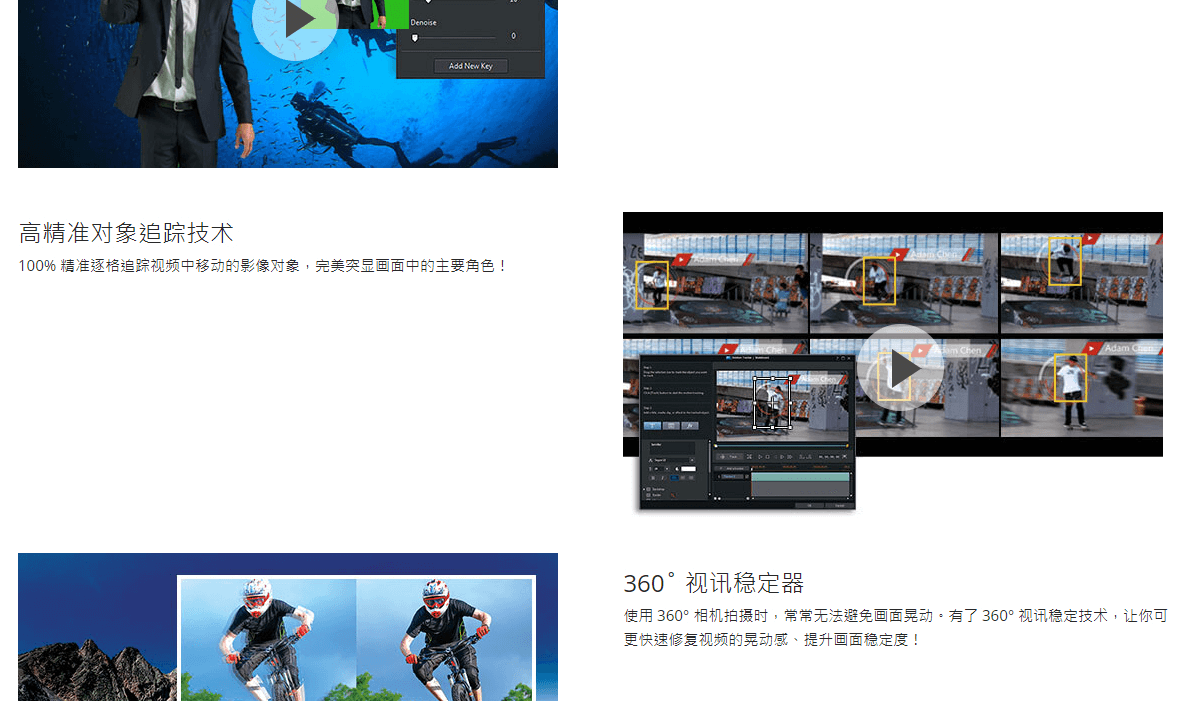 Denoise
0
Add New Key
高精准对象追踪技术
100% 精准逐格追踪视频中移动的影像对象，完美突显画面中的主要角色！
Adam Chen
Adam Chen
Adam Chen
Adam Chen
Adam Chen
360˚ 视讯稳定器
使用 360º 相机拍摄时，常常无法避免画面晃动。有了 360º 视讯稳定技术，让你可
更快速修复视频的晃动感、提升画面稳定度！